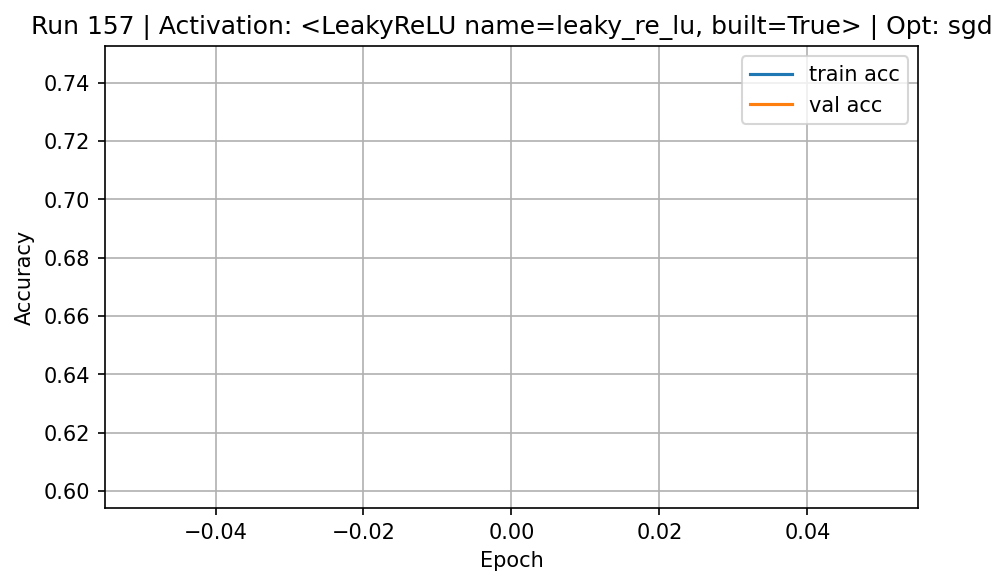 Run 157 | Activation: <LeakyReLU name=leaky_re_lu, built=True> | Opt: sgd
train acc
val acc
0.74
0.72
0.70
0.68
0.66
0.64
0.62
0.60
Accuracy
−0.04 −0.02 0.00 0.02 0.04
Epoch